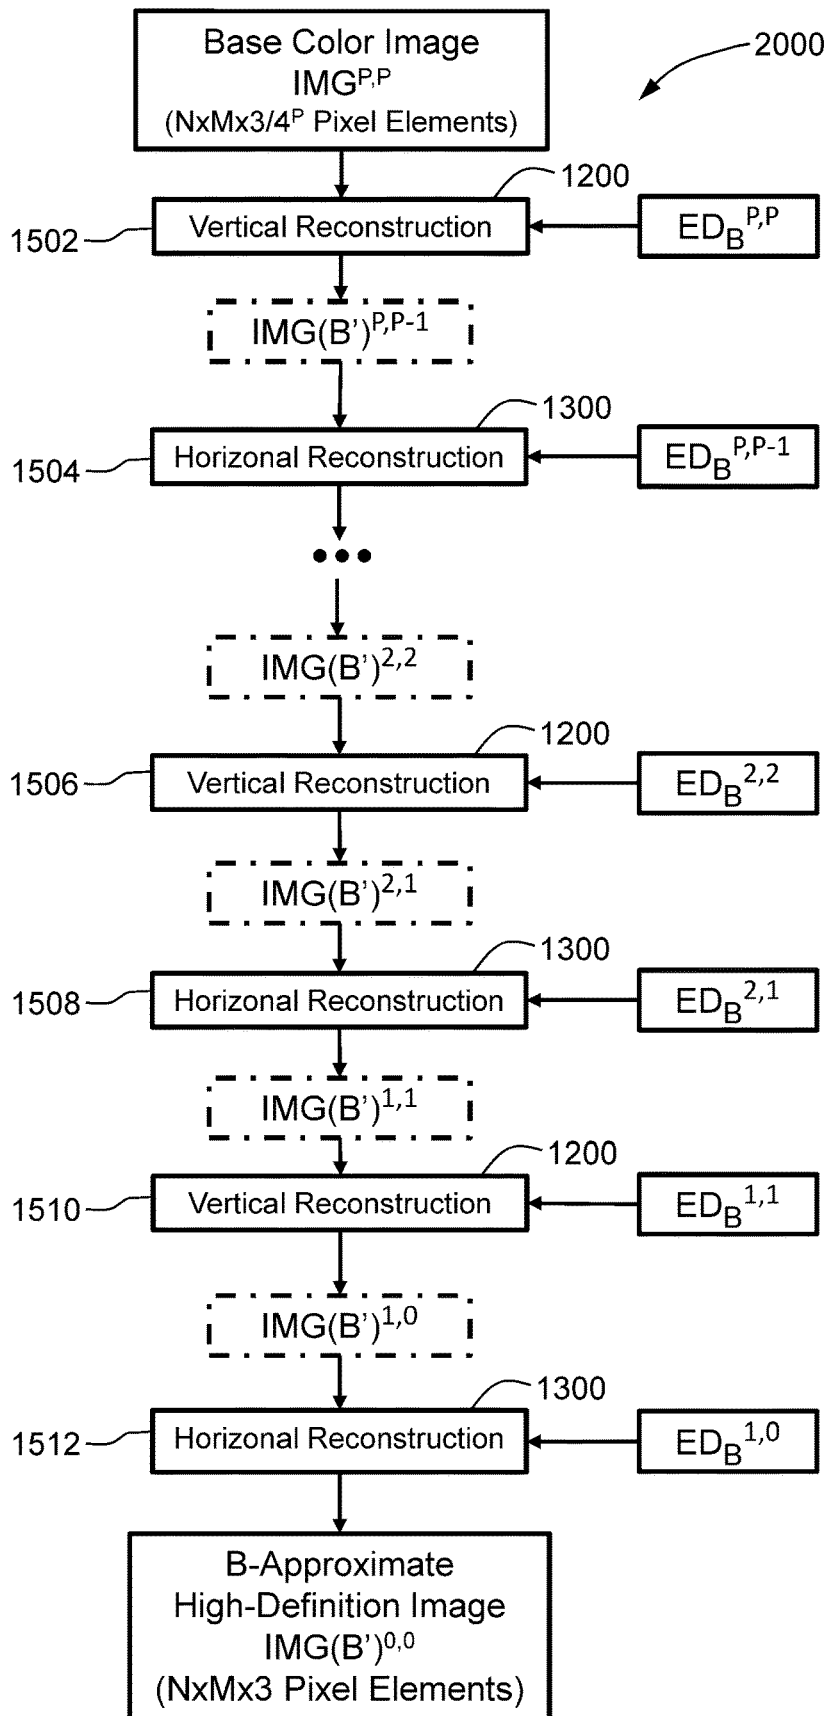 Base Color Image
IMG^P,P
(NxMx3/4^P Pixel Elements)
2000
1200
1502
Vertical Reconstruction
ED_B^P,P
IMG(B')^P,P-1
1300
1504
Horizonal Reconstruction
ED_B^P,P-1
•••
IMG(B')^2,2
1200
1506
Vertical Reconstruction
ED_B^2,2
IMG(B')^2,1
1300
1508
Horizonal Reconstruction
ED_B^2,1
IMG(B')^1,1
1200
1510
Vertical Reconstruction
ED_B^1,1
IMG(B')^1,0
1300
1512
Horizonal Reconstruction
ED_B^1,0
B-Approximate
High-Definition Image
IMG(B')^0,0
(NxMx3 Pixel Elements)